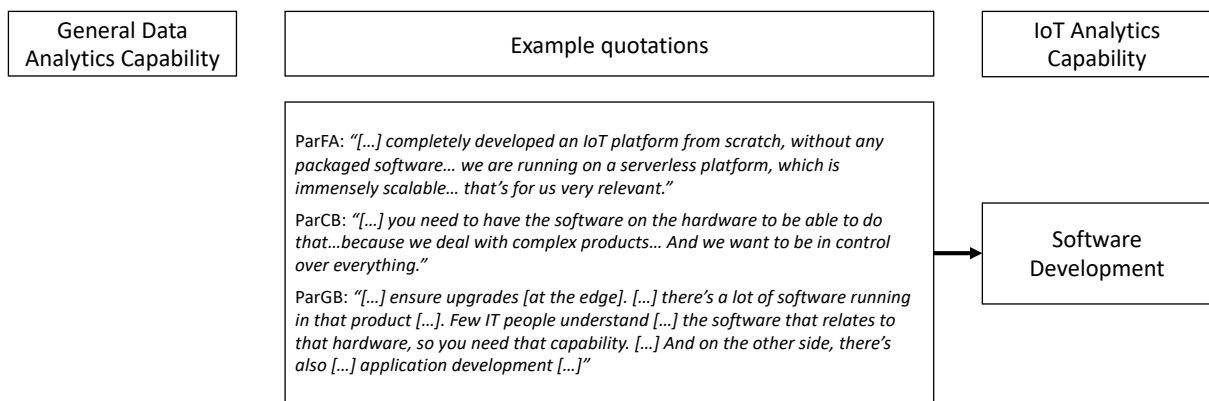 General Data
Analytics Capability
Example quotations
IoT Analytics
Capability
ParFA: “[…] completely developed an IoT platform from scratch, without any
packaged software… we are running on a serverless platform, which is
immensely scalable… that’s for us very relevant.”
ParCB: “[…] you need to have the software on the hardware to be able to do
that…because we deal with complex products… And we want to be in control
over everything.”
ParGB: “[…] ensure upgrades [at the edge]. […] there’s a lot of software running
in that product […]. Few IT people understand […] the software that relates to
that hardware, so you need that capability. […] And on the other side, there’s
also […] application development […]”
Software
Development